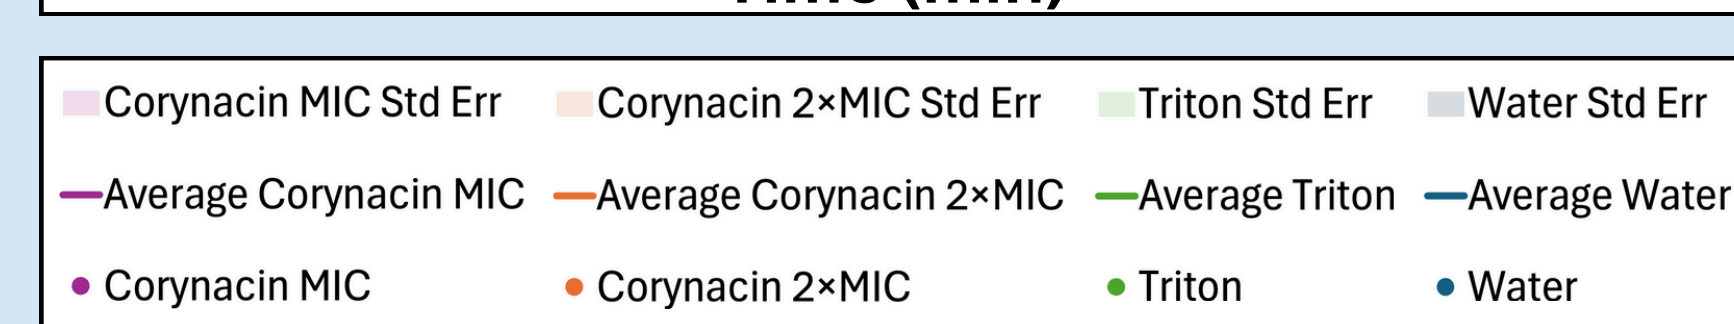 Corynacin MIC Std Err Corynacin 2×MIC Std Err Triton Std Err Water Std Err
Average Corynacin MIC Average Corynacin 2×MIC Average Triton Average Water
Corynacin MIC Corynacin 2×MIC Triton Water